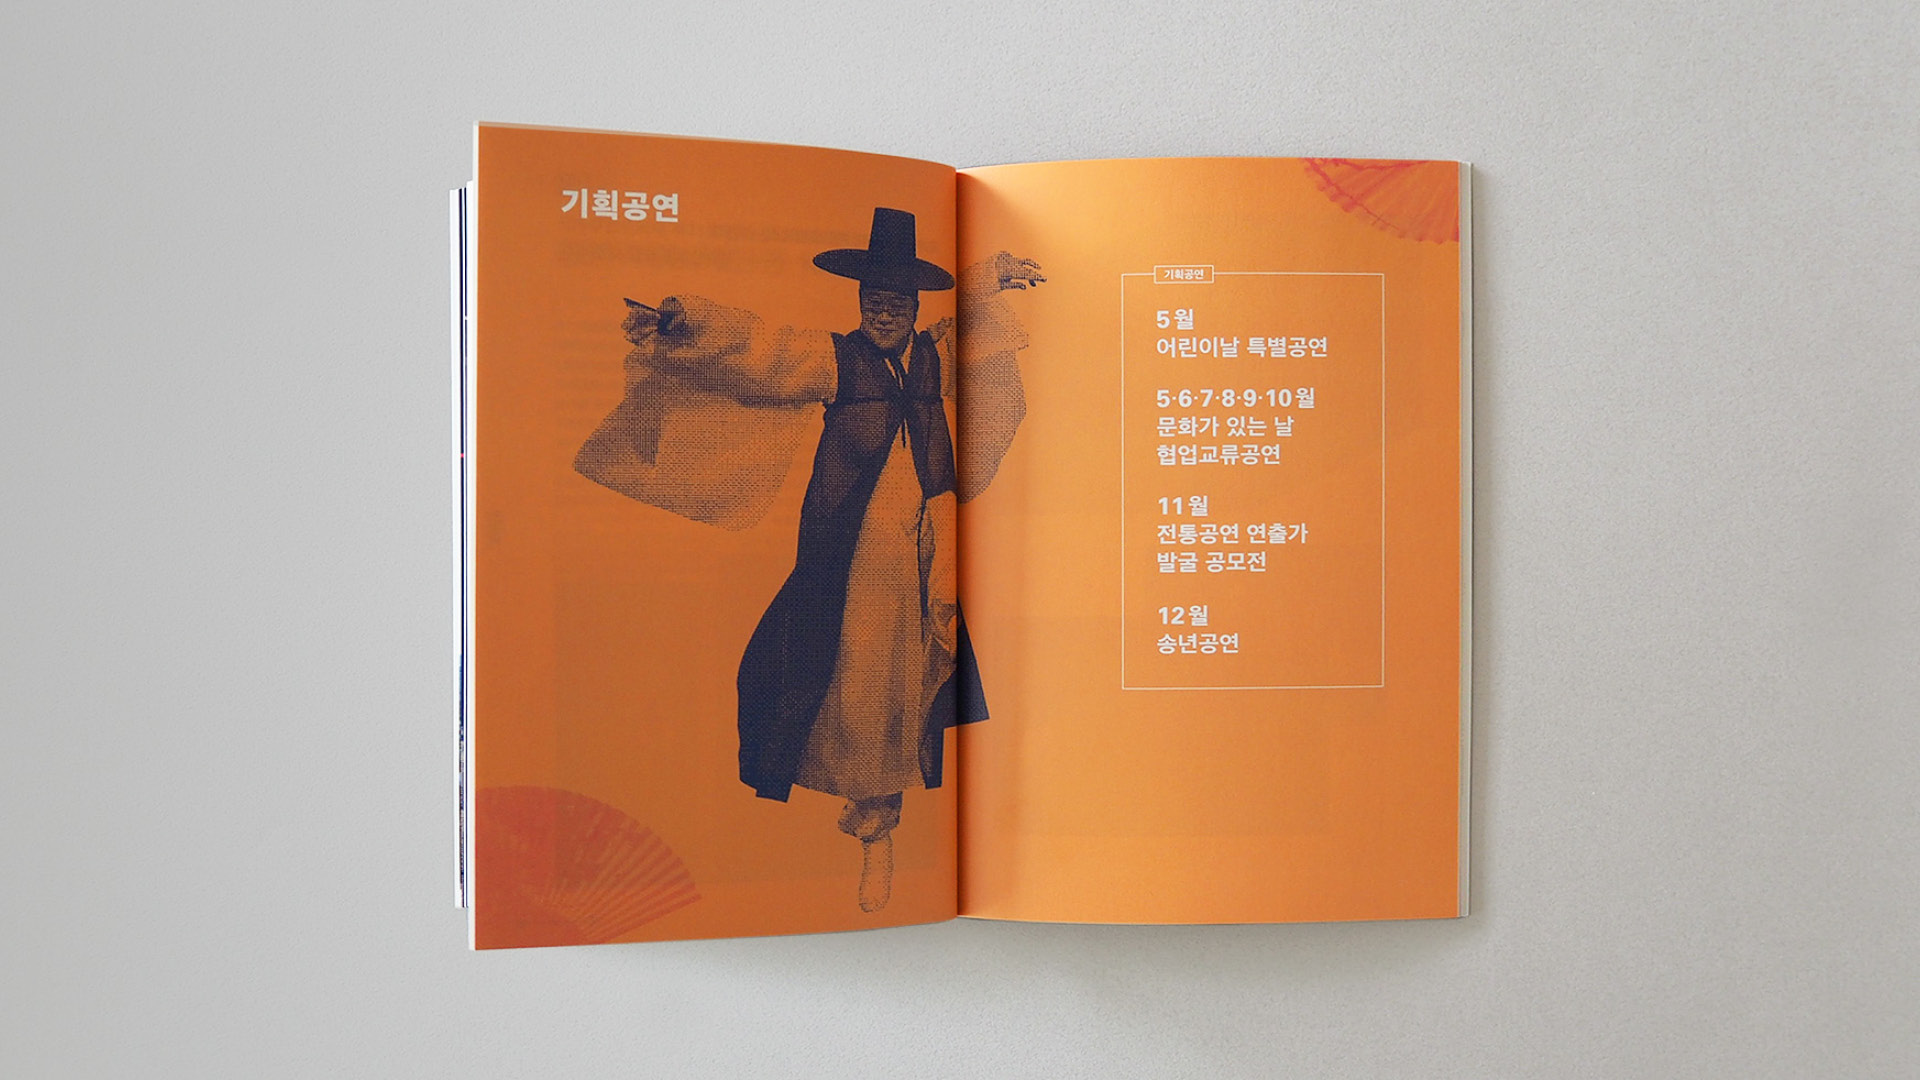 기획공연
기획공연
5월
어린이날 특별공연
5·6·7·8·9·10월
문화가 있는 날
협업교류공연
11월
전통공연 연출가
발굴 공모전
12월
송년공연